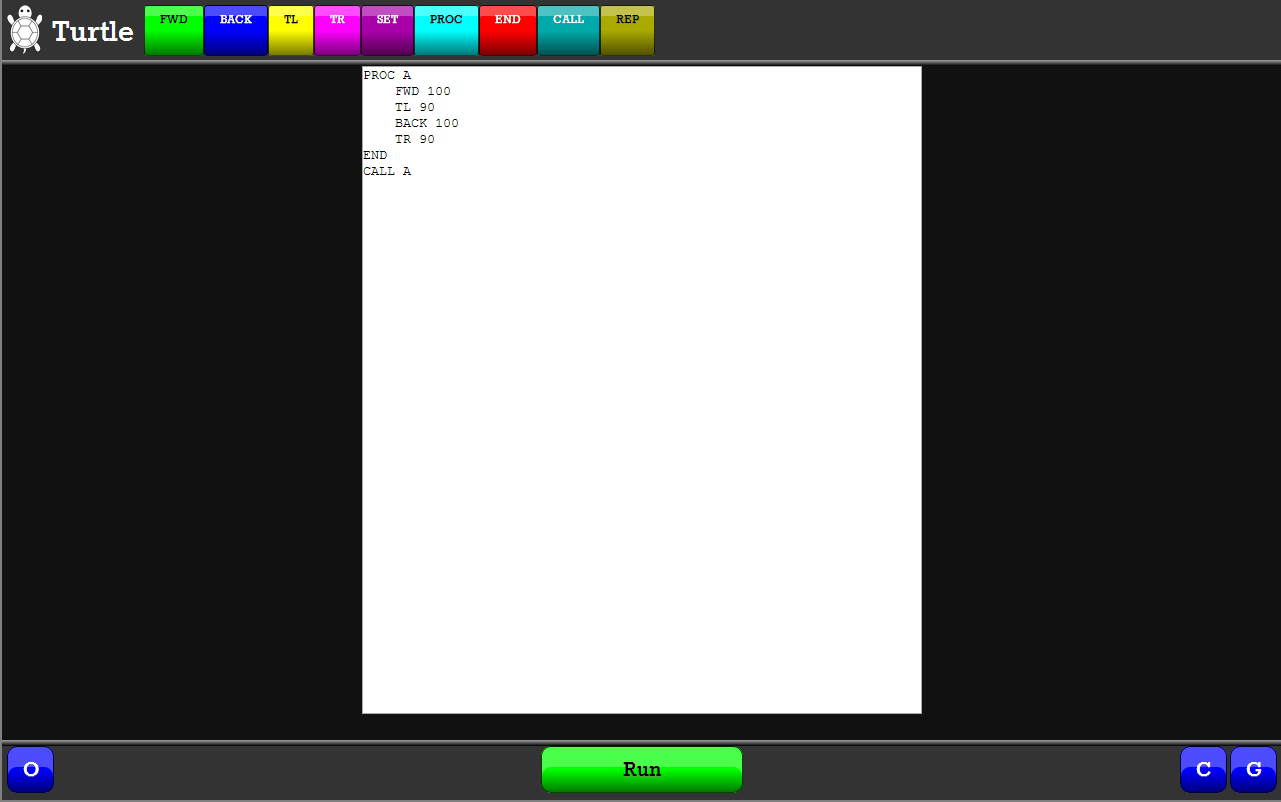 Turtle FWD BACK TL TR SET PROC END CALL REP
PROC A
FWD 100
TL 90
BACK 100
TR 90
END
CALL A
O Run C G